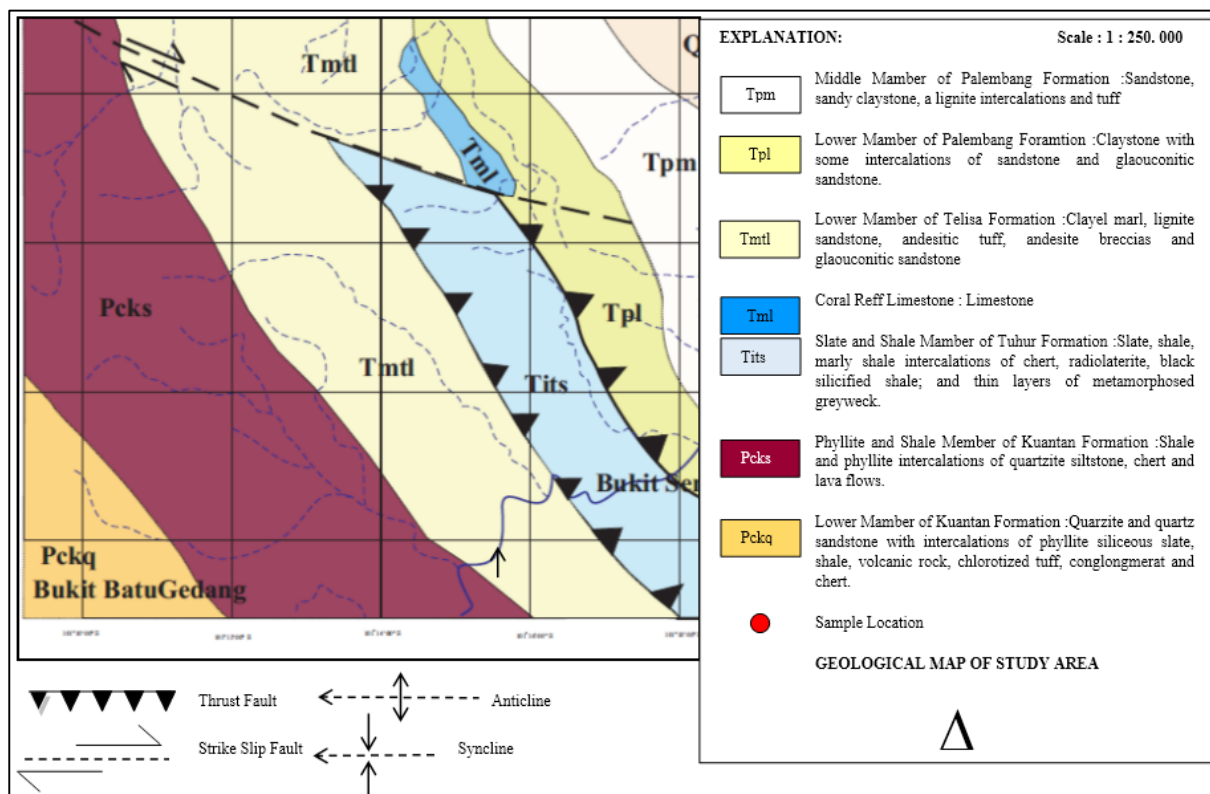 Tmtl
Q
Tml
Tpm
Pcks
Tpl
Tmtl
Tits
Bukit Ser
Pckq
Bukit BatuGedang
Thrust Fault
Anticline
Strike Slip Fault
Syncline
EXPLANATION:
Scale : 1 : 250. 000
Tpm
Middle Mamber of Palembang Formation :Sandstone,
sandy claystone, a lignite intercalations and tuff
Tpl
Lower Mamber of Palembang Foramtion :Claystone with
some intercalations of sandstone and glaouconitic
sandstone.
Tmtl
Lower Mamber of Telisa Formation :Clayel marl, lignite
sandstone, andesitic tuff, andesite breccias and
glaouconitic sandstone
Tml
Coral Reff Limestone : Limestone
Tits
Slate and Shale Mamber of Tuhur Formation :Slate, shale,
marly shale intercalations of chert, radiolaterite, black
silicified shale; and thin layers of metamorphosed
greyweck.
Pcks
Phyllite and Shale Member of Kuantan Formation :Shale
and phyllite intercalations of quartzite siltstone, chert and
lava flows.
Pckq
Lower Mamber of Kuantan Formation :Quarzite and quartz
sandstone with intercalations of phyllite siliceous slate,
shale, volcanic rock, chlorotized tuff, conglongmerat and
chert.
Sample Location
GEOLOGICAL MAP OF STUDY AREA